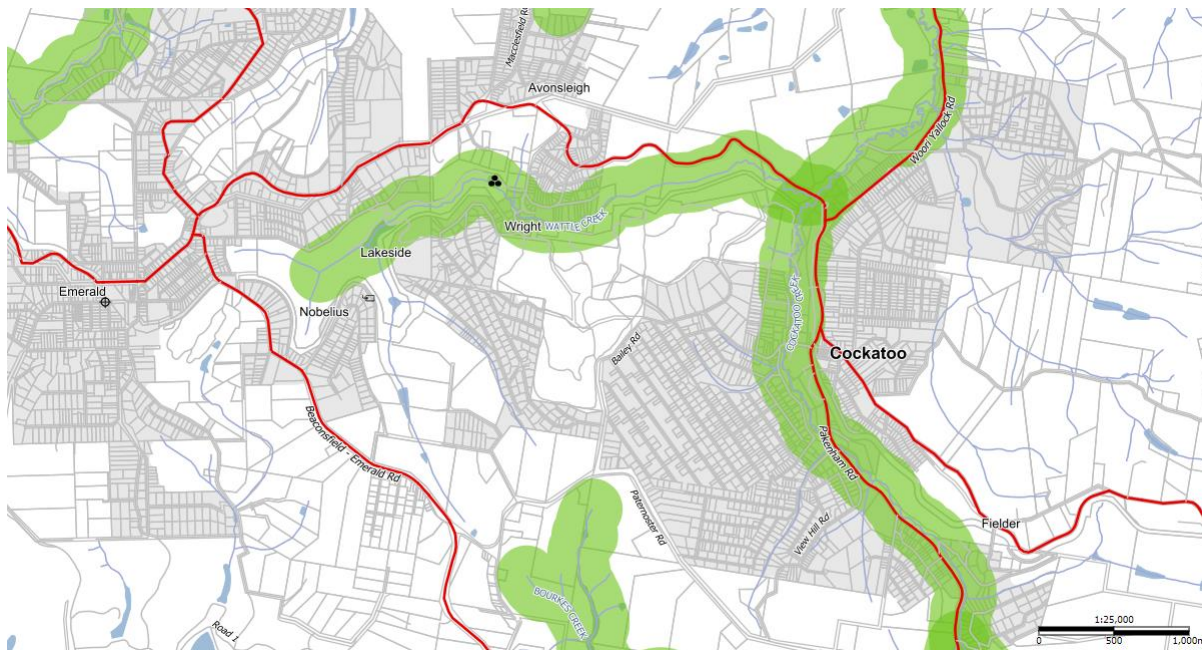 Macclesfield Rd
Avonsleigh
Woori Yallock Rd
Wright
WATTLE CREEK
Lakeside
Emerald
Nobelius
COCKATOO CREEK
Bailey Rd
Cockatoo
Beaconsfield - Emerald Rd
Pakenham Rd
Paternoster Rd
View Hill Rd
Fielder
BOURKES CREEK
Road 1
1:25,000
0
500
1,000m